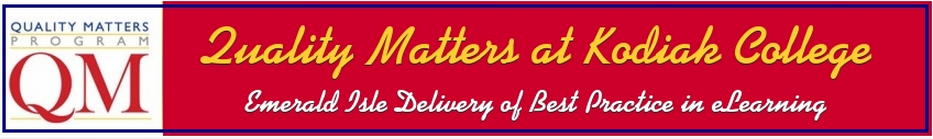 QUALITY MATTERS
PROGRAM
QM
Quality Matters at Kodiak College
Emerald Isle Delivery of Best Practice in eLearning